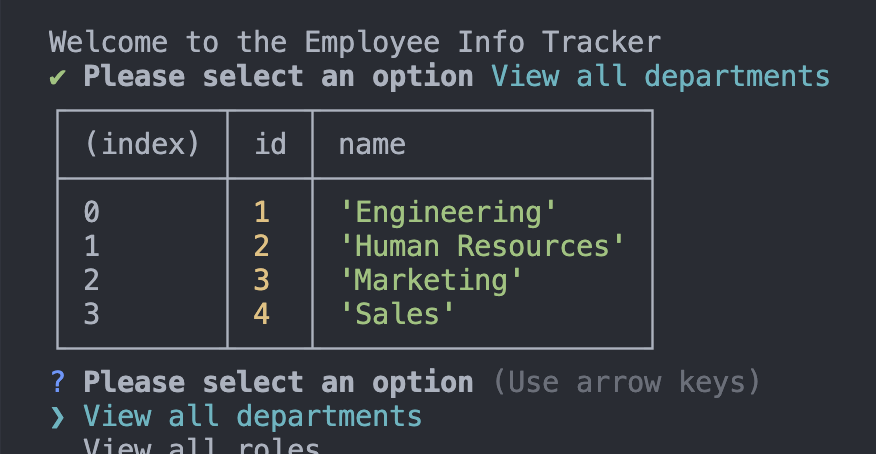 Welcome to the Employee Info Tracker
✔ Please select an option View all departments
(index) id name
0 1 'Engineering'
1 2 'Human Resources'
2 3 'Marketing'
3 4 'Sales'
? Please select an option (Use arrow keys)
❯ View all departments
View all roles